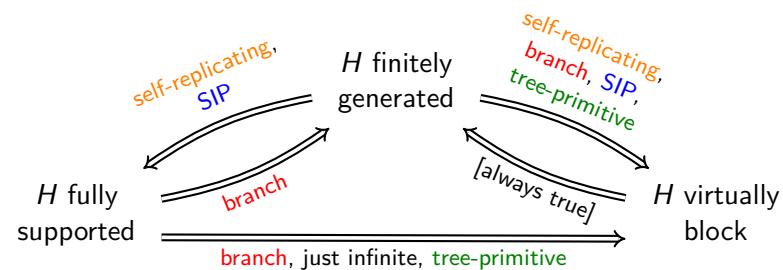 self-replicating,
SIP
H finitely
generated
self-replicating,
branch, SIP,
tree-primitive
H fully
supported
branch
[always true]
H virtually
block
branch, just infinite, tree-primitive